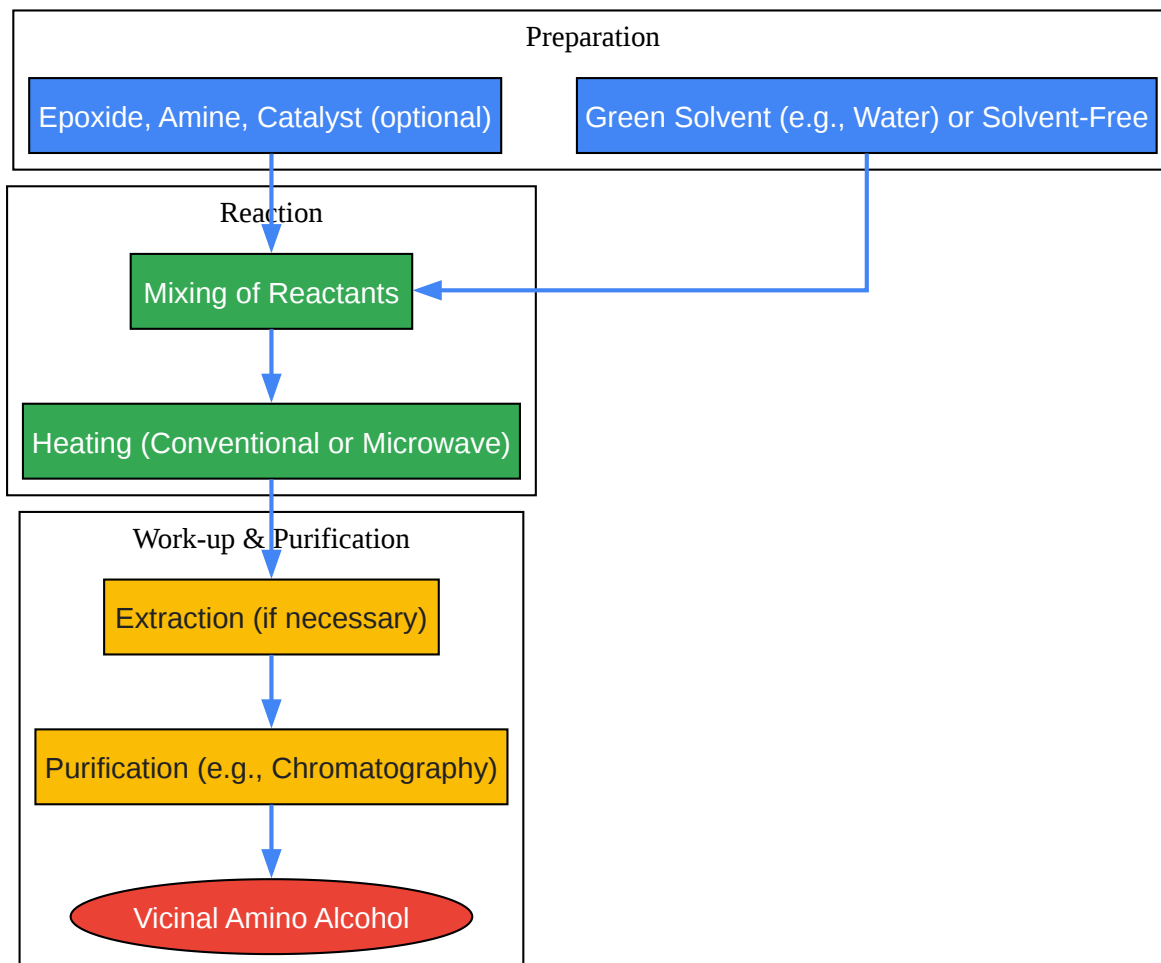 Preparation
Epoxide, Amine, Catalyst (optional)
Green Solvent (e.g., Water) or Solvent-Free
Reaction
Mixing of Reactants
Heating (Conventional or Microwave)
Work-up & Purification
Extraction (if necessary)
Purification (e.g., Chromatography)
Vicinal Amino Alcohol